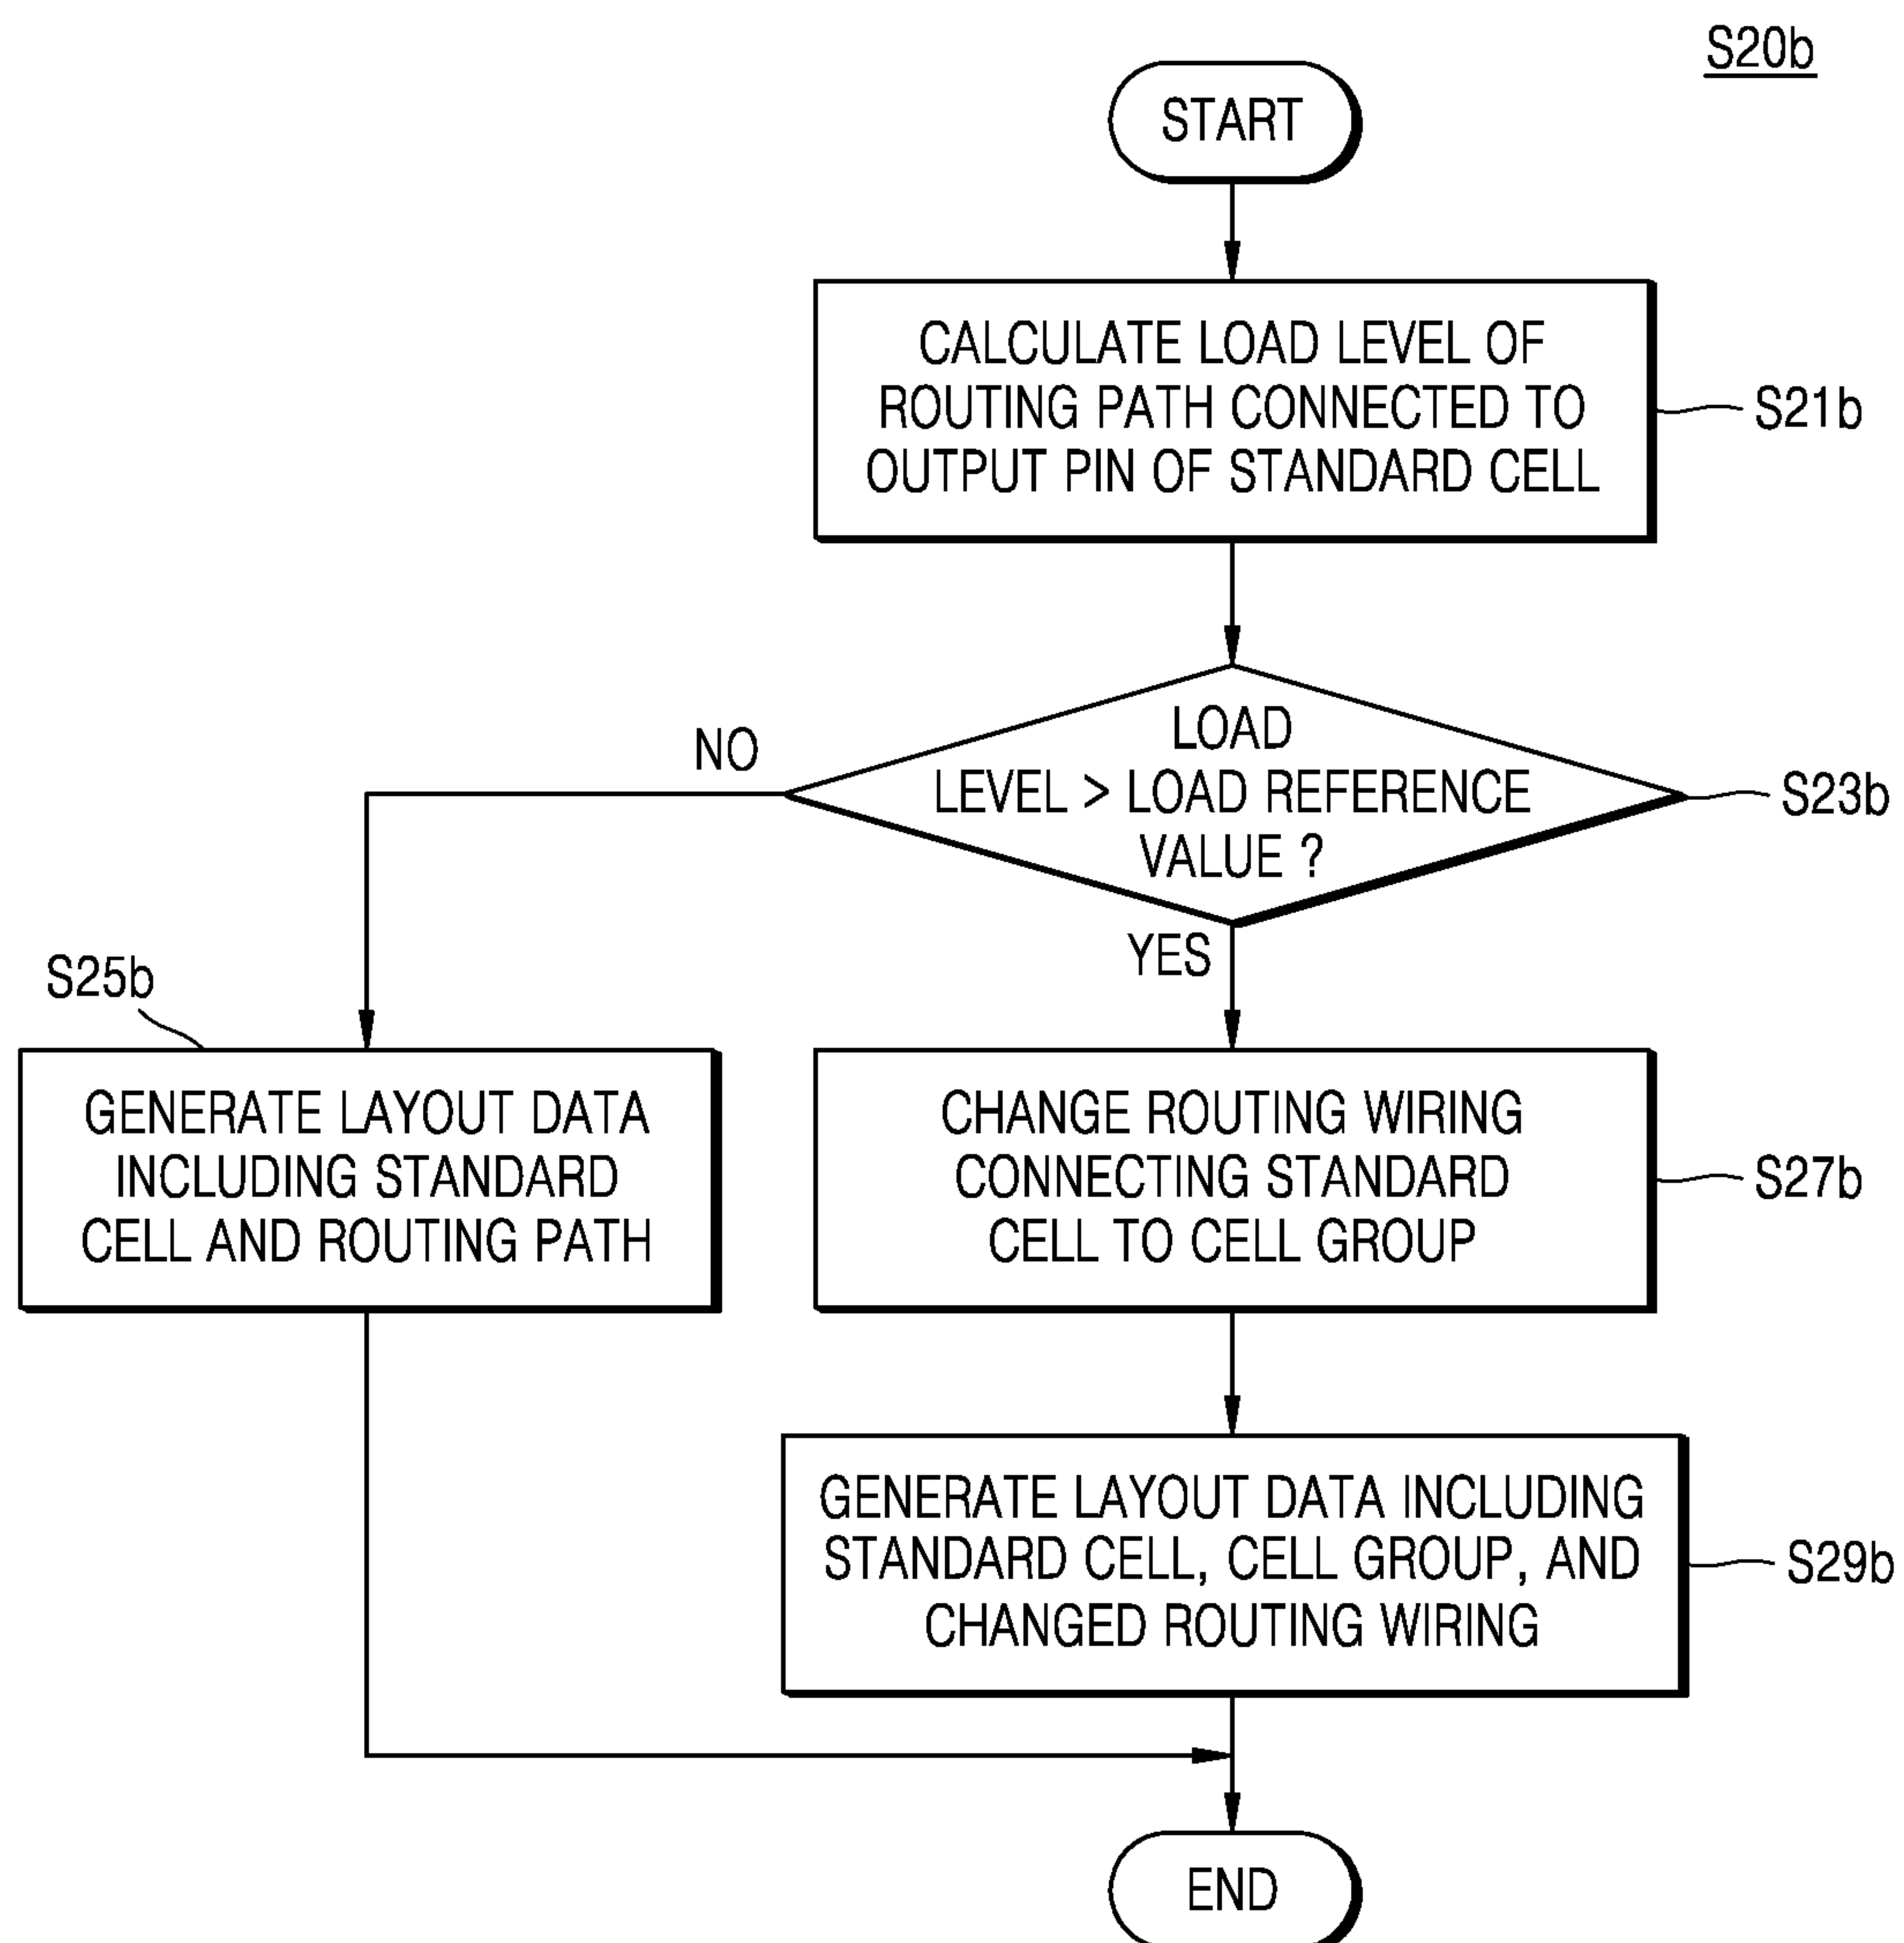 S20b
START
CALCULATE LOAD LEVEL OF
ROUTING PATH CONNECTED TO
OUTPUT PIN OF STANDARD CELL
S21b
LOAD
LEVEL > LOAD REFERENCE
VALUE ?
S23b
NO
YES
S25b
GENERATE LAYOUT DATA
INCLUDING STANDARD
CELL AND ROUTING PATH
CHANGE ROUTING WIRING
CONNECTING STANDARD
CELL TO CELL GROUP
S27b
GENERATE LAYOUT DATA INCLUDING
STANDARD CELL, CELL GROUP, AND
CHANGED ROUTING WIRING
S29b
END